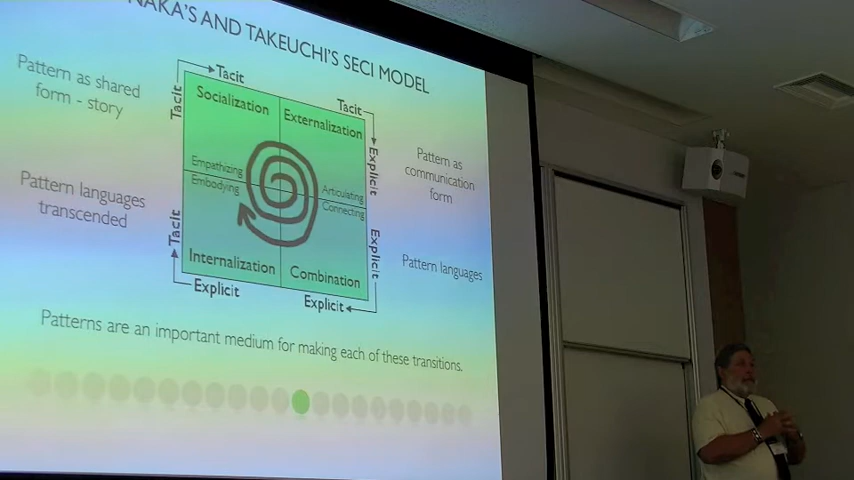 AND TAKEUCHI'S SECI MODEL
Pattern as shared
form - story
Pattern languages
transcended
Tacit
Tacit
Socialization
Tacit
Externalization
Explicit
Empathizing
Embodying
Articulating
Connecting
Tacit
Explicit
Internalization
Combination
Explicit
Explicit
Pattern as
communication
form
Pattern languages
Patterns are an important medium for making each of these transitions.